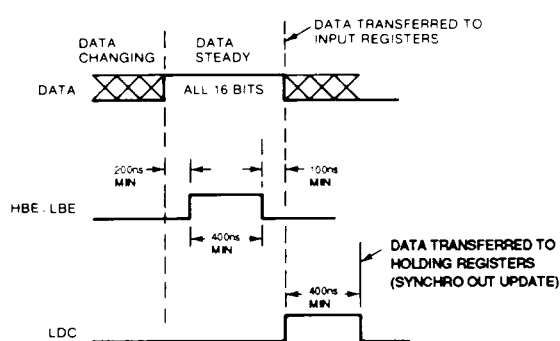 DATA TRANSFERRED TO
INPUT REGISTERS
DATA
CHANGING
DATA
STEADY
DATA
ALL 16 BITS
200ns
MIN
100ns
MIN
HBE . LBE
400ns
MIN
DATA TRANSFERRED TO
HOLDING REGISTERS
(SYNCHRO OUT UPDATE)
400ns
MIN
LDC